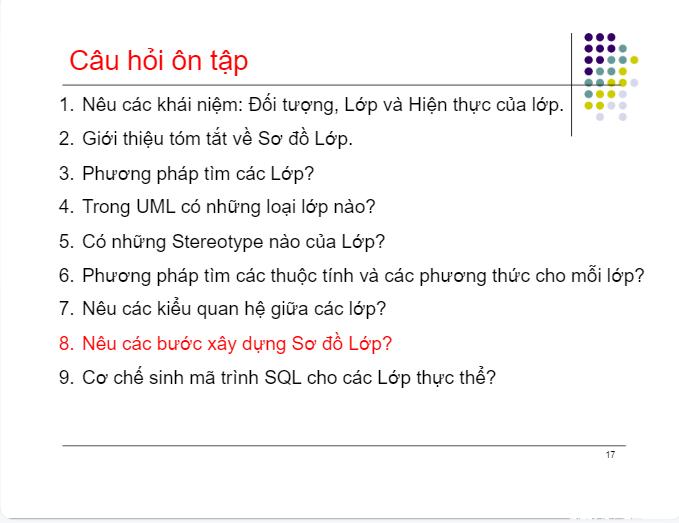 Câu hỏi ôn tập
1. Nêu các khái niệm: Đối tượng, Lớp và Hiện thực của lớp.
2. Giới thiệu tóm tắt về Sơ đồ Lớp.
3. Phương pháp tìm các Lớp?
4. Trong UML có những loại lớp nào?
5. Có những Stereotype nào của Lớp?
6. Phương pháp tìm các thuộc tính và các phương thức cho mỗi lớp?
7. Nêu các kiểu quan hệ giữa các lớp?
8. Nêu các bước xây dựng Sơ đồ Lớp?
9. Cơ chế sinh mã trình SQL cho các Lớp thực thể?
17